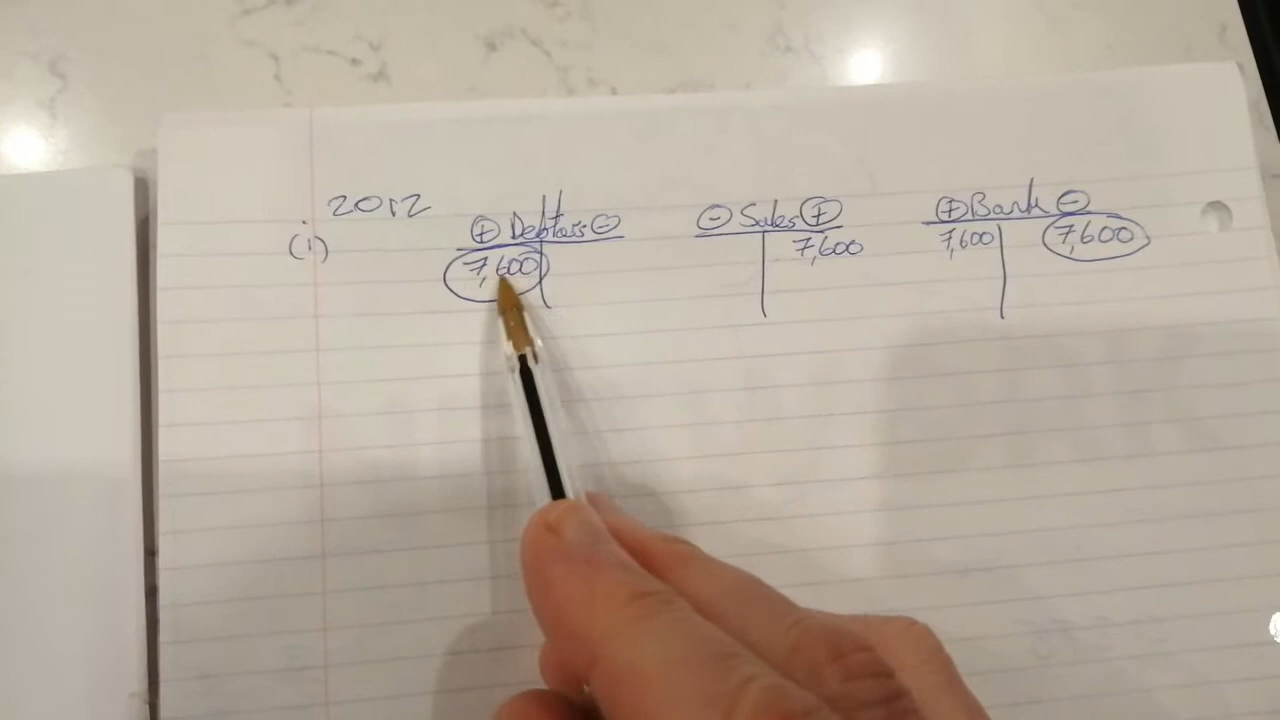 2012
(i) ⊕ Debtors ⊖ ⊖ Sales ⊕ ⊕ Bank ⊖
7,600 7,600 7,600 7,600